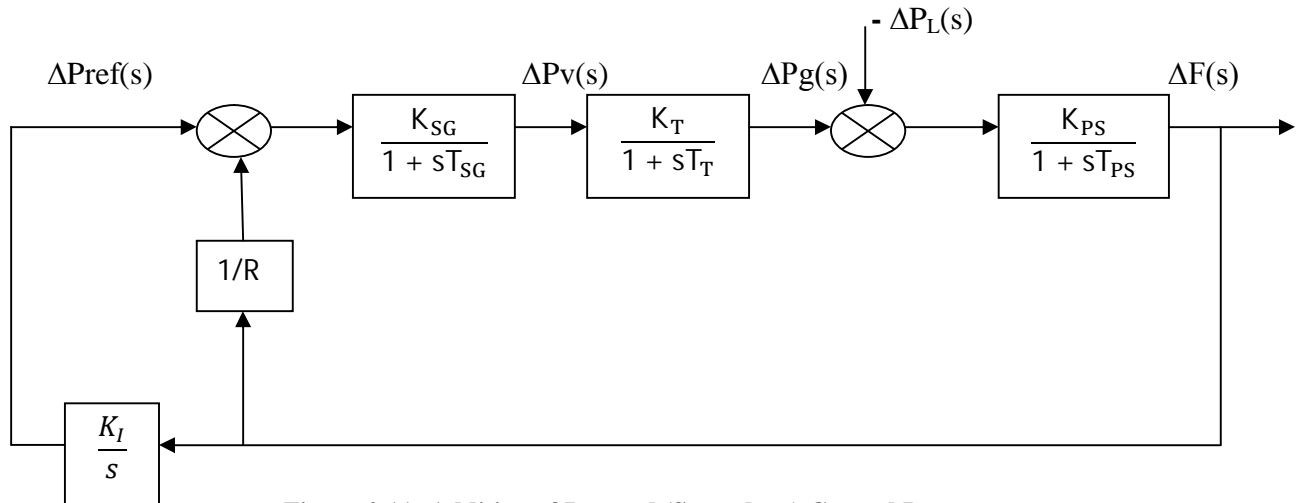 - ΔP_L(s)
ΔPref(s)
ΔPv(s)
ΔPg(s)
ΔF(s)
K_SG
1 + sT_SG
K_T
1 + sT_T
K_PS
1 + sT_PS
1/R
K_I
s